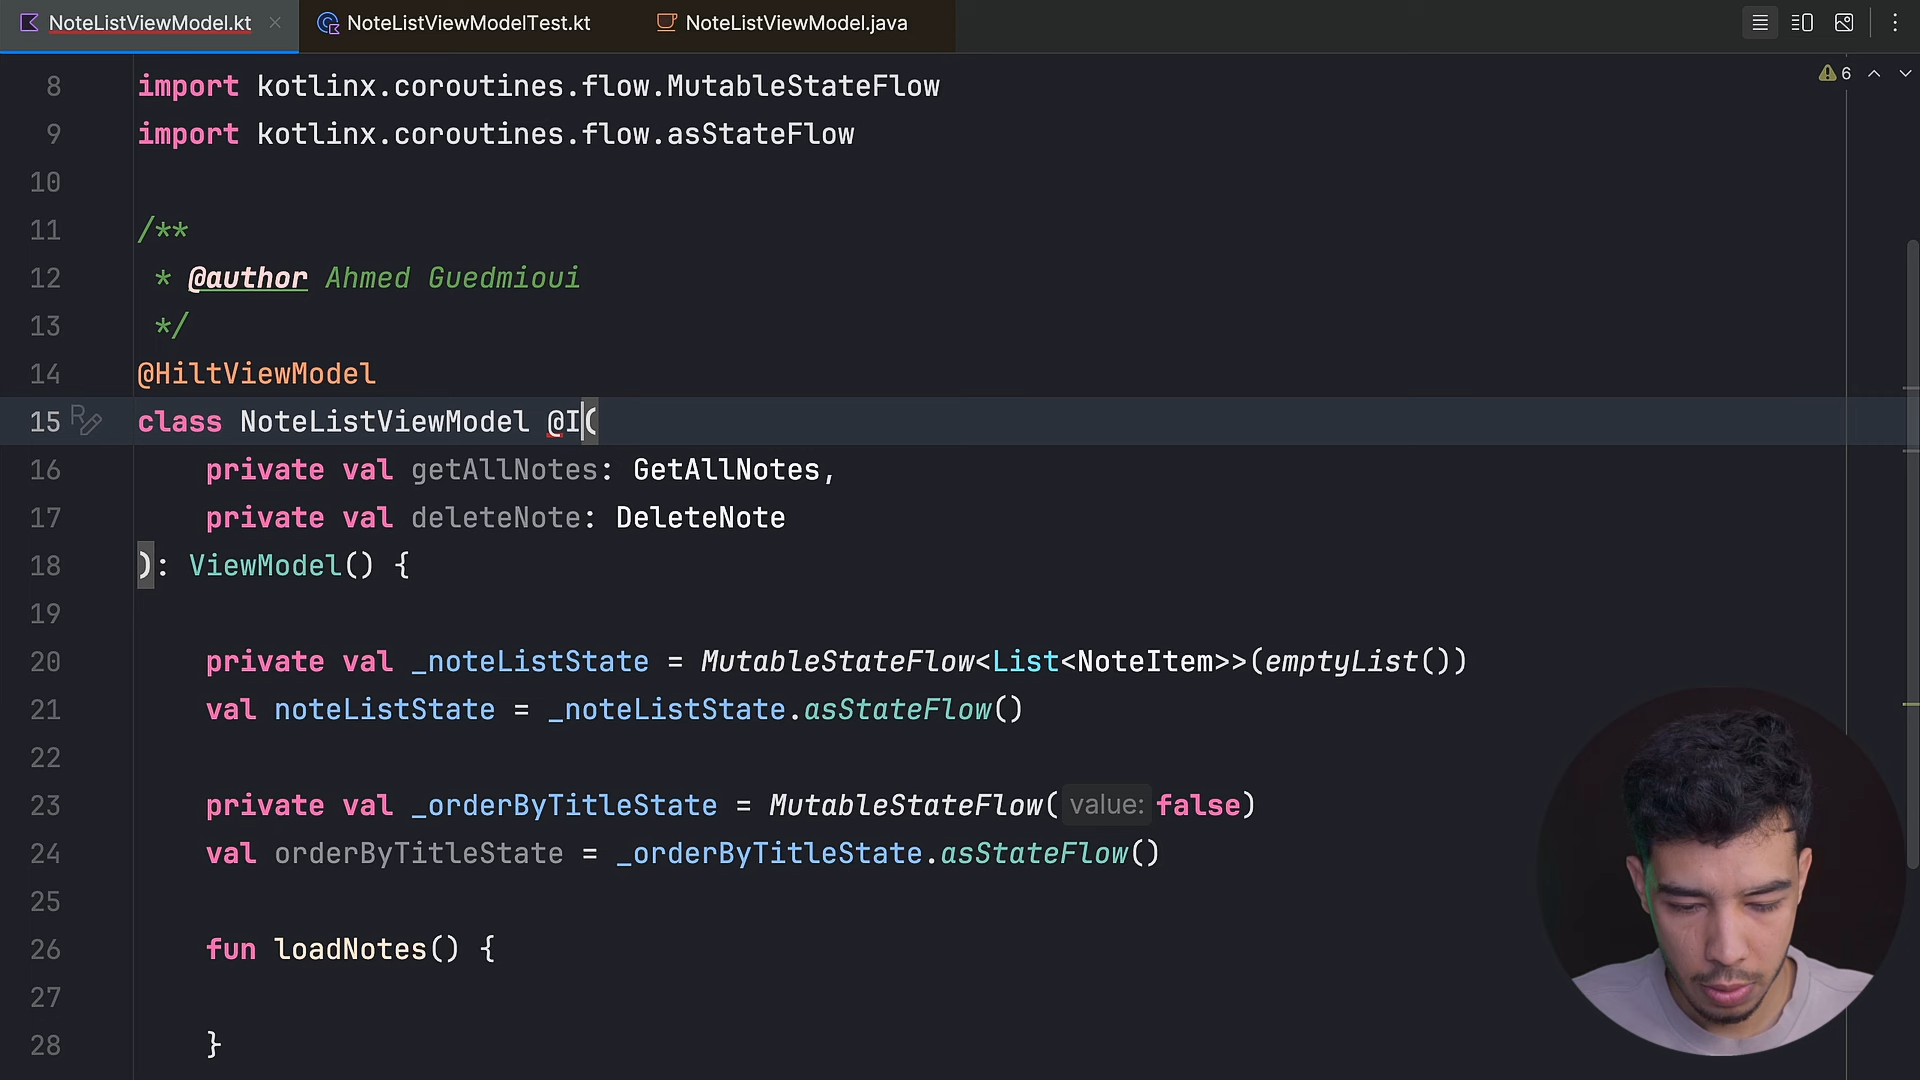 NoteListViewModel.kt
NoteListViewModelTest.kt
NoteListViewModel.java
6
8 import kotlinx.coroutines.flow.MutableStateFlow
9 import kotlinx.coroutines.flow.asStateFlow
10
11 /**
12 * @author Ahmed Guedmioui
13 */
14 @HiltViewModel
15 class NoteListViewModel @I(
16 private val getAllNotes: GetAllNotes,
17 private val deleteNote: DeleteNote
18 ): ViewModel() {
19
20 private val _noteListState = MutableStateFlow<List<NoteItem>>(emptyList())
21 val noteListState = _noteListState.asStateFlow()
22
23 private val _orderByTitleState = MutableStateFlow( value: false)
24 val orderByTitleState = _orderByTitleState.asStateFlow()
25
26 fun loadNotes() {
27
28 }